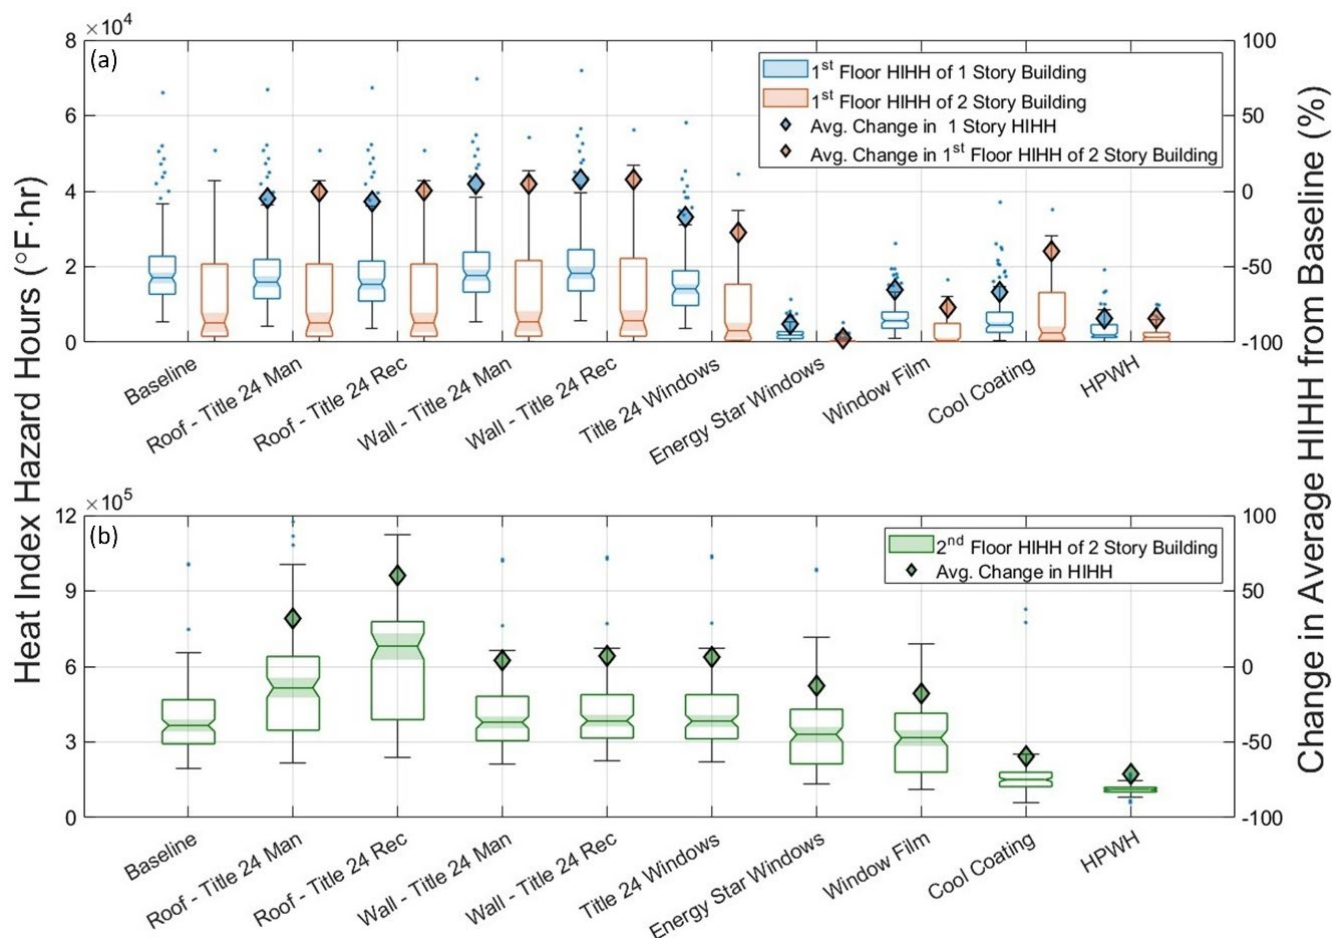 ×10⁴
(a)
8
6
4
2
0
100
50
0
-50
-100
1st Floor HIHH of 1 Story Building
1st Floor HIHH of 2 Story Building
Avg. Change in 1 Story HIHH
Avg. Change in 1st Floor HIHH of 2 Story Building
Baseline
Roof - Title 24 Man
Roof - Title 24 Rec
Wall - Title 24 Man
Wall - Title 24 Rec
Title 24 Windows
Energy Star Windows
Window Film
Cool Coating
HPWH
Heat Index Hazard Hours (°F·hr)
Change in Average HIHH from Baseline (%)
×10⁵
(b)
12
9
6
3
0
100
50
0
-50
-100
2nd Floor HIHH of 2 Story Building
Avg. Change in HIHH
Baseline
Roof - Title 24 Man
Roof - Title 24 Rec
Wall - Title 24 Man
Wall - Title 24 Rec
Title 24 Windows
Energy Star Windows
Window Film
Cool Coating
HPWH